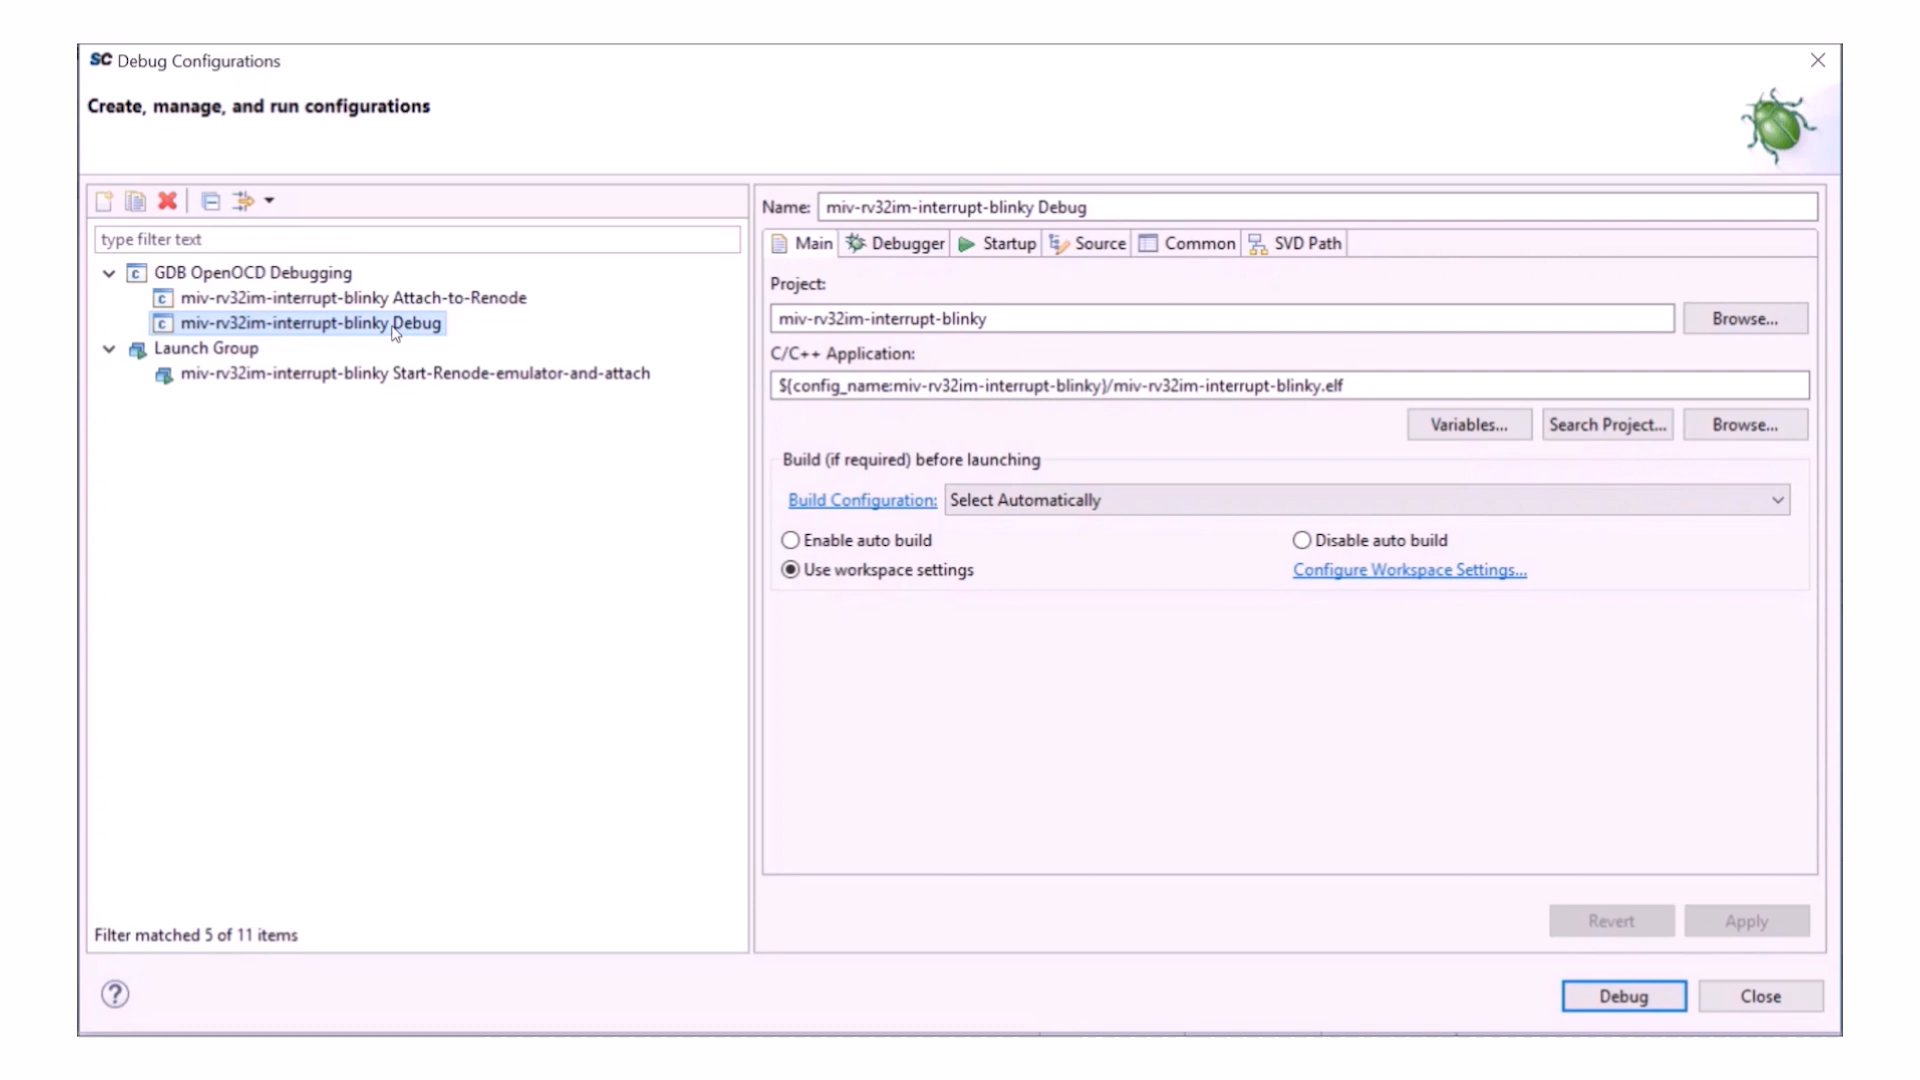 SC Debug Configurations
Create, manage, and run configurations
type filter text
GDB OpenOCD Debugging
miv-rv32im-interrupt-blinky Attach-to-Renode
miv-rv32im-interrupt-blinky Debug
Launch Group
miv-rv32im-interrupt-blinky Start-Renode-emulator-and-attach
Filter matched 5 of 11 items
Name: miv-rv32im-interrupt-blinky Debug
Main Debugger Startup Source Common SVD Path
Project:
miv-rv32im-interrupt-blinky Browse...
C/C++ Application:
${config_name:miv-rv32im-interrupt-blinky}/miv-rv32im-interrupt-blinky.elf
Variables... Search Project... Browse...
Build (if required) before launching
Build Configuration: Select Automatically
Enable auto build Disable auto build
Use workspace settings Configure Workspace Settings...
Revert Apply
? Debug Close